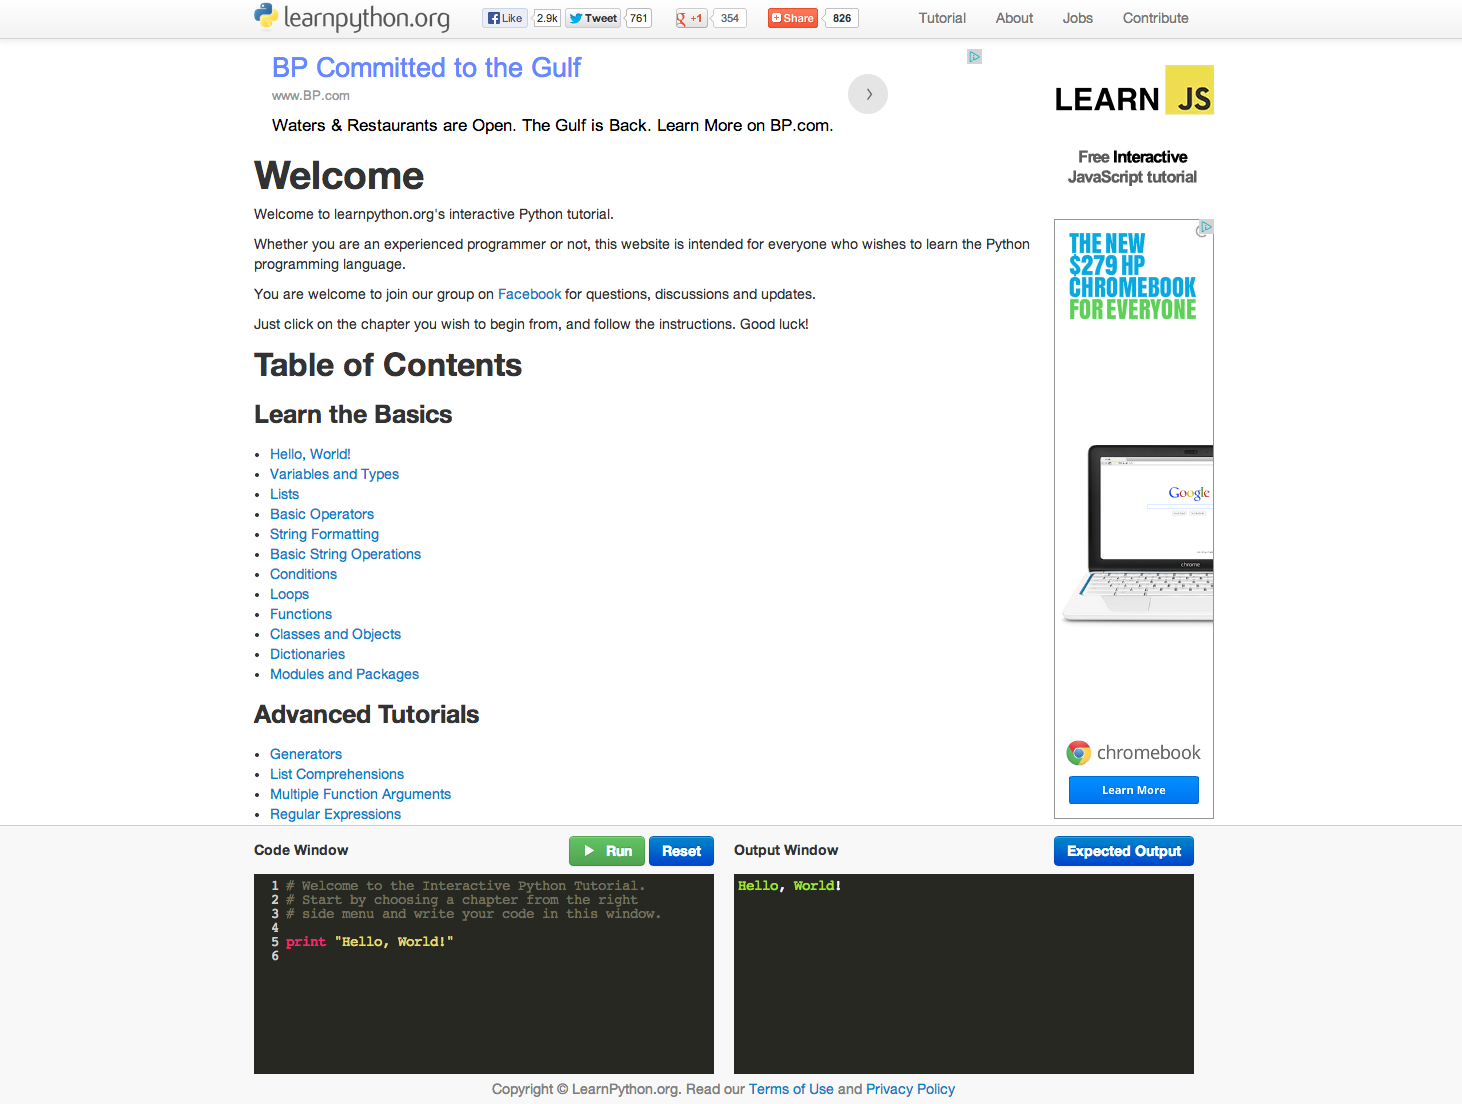 learnpython.org
Like 2.9k Tweet 761 +1 354 Share 826
Tutorial About Jobs Contribute
BP Committed to the Gulf
www.BP.com
Waters & Restaurants are Open. The Gulf is Back. Learn More on BP.com.
LEARN JS
Free Interactive
JavaScript tutorial
Welcome
Welcome to learnpython.org's interactive Python tutorial.
Whether you are an experienced programmer or not, this website is intended for everyone who wishes to learn the Python
programming language.
You are welcome to join our group on Facebook for questions, discussions and updates.
Just click on the chapter you wish to begin from, and follow the instructions. Good luck!
Table of Contents
Learn the Basics
• Hello, World!
• Variables and Types
• Lists
• Basic Operators
• String Formatting
• Basic String Operations
• Conditions
• Loops
• Functions
• Classes and Objects
• Dictionaries
• Modules and Packages
Advanced Tutorials
• Generators
• List Comprehensions
• Multiple Function Arguments
• Regular Expressions
THE NEW
$279 HP
CHROMEBOOK
FOR EVERYONE
Google
chrome
chromebook
Learn More
Code Window
Run Reset
1 # Welcome to the Interactive Python Tutorial.
2 # Start by choosing a chapter from the right
3 # side menu and write your code in this window.
4
5 print "Hello, World!"
6
Output Window
Expected Output
Hello, World!
Copyright © LearnPython.org. Read our Terms of Use and Privacy Policy